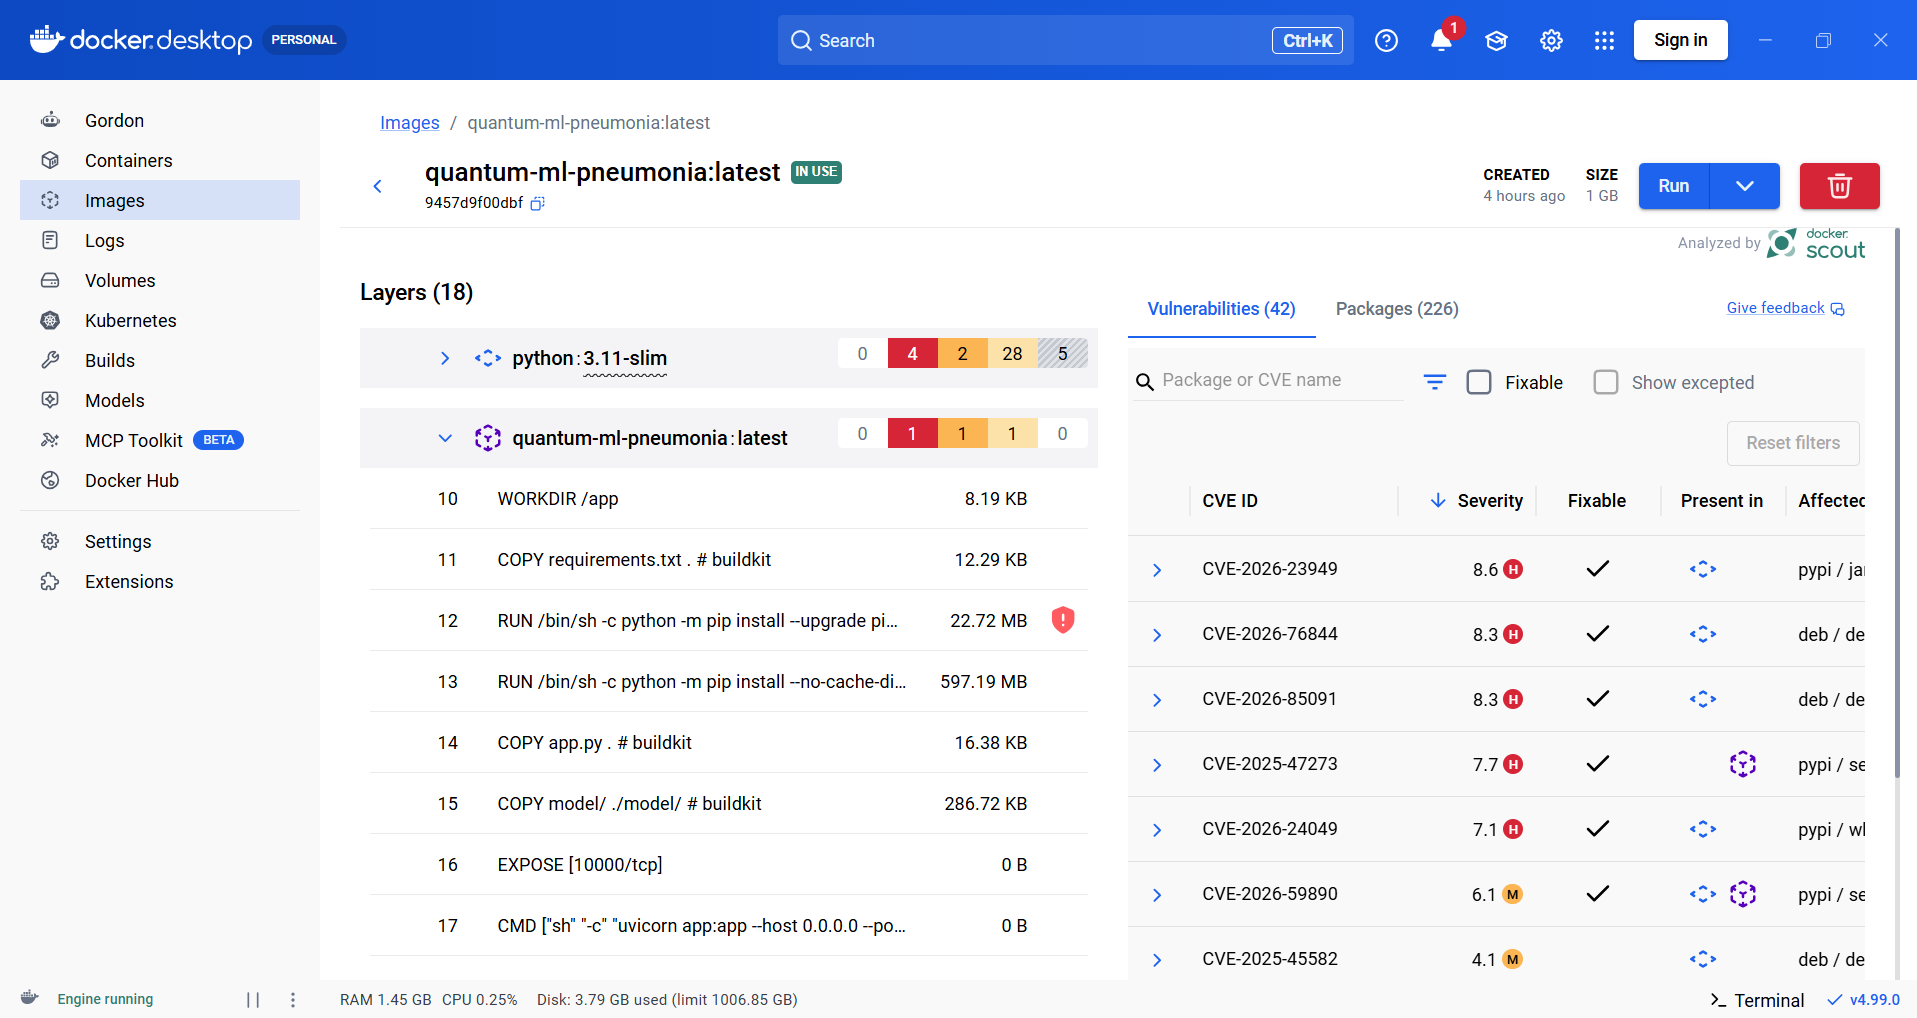 docker.desktop PERSONAL
Search Ctrl+K
1
Sign in
Gordon
Containers
Images
Logs
Volumes
Kubernetes
Builds
Models
MCP Toolkit BETA
Docker Hub
Settings
Extensions
Images / quantum-ml-pneumonia:latest
quantum-ml-pneumonia:latest IN USE
9457d9f00dbf
CREATED
4 hours ago
SIZE
1 GB
Run
Analyzed by docker. scout
Layers (18)
python:3.11-slim 0 4 2 28 5
quantum-ml-pneumonia:latest 0 1 1 1 0
10 WORKDIR /app 8.19 KB
11 COPY requirements.txt . # buildkit 12.29 KB
12 RUN /bin/sh -c python -m pip install --upgrade pi... 22.72 MB
13 RUN /bin/sh -c python -m pip install --no-cache-di... 597.19 MB
14 COPY app.py . # buildkit 16.38 KB
15 COPY model/ ./model/ # buildkit 286.72 KB
16 EXPOSE [10000/tcp] 0 B
17 CMD ["sh" "-c" "uvicorn app:app --host 0.0.0.0 --po... 0 B
Vulnerabilities (42) Packages (226) Give feedback
Package or CVE name Fixable Show excepted
Reset filters
CVE ID Severity Fixable Present in Affected
CVE-2026-23949 8.6 H pypi / ja
CVE-2026-76844 8.3 H deb / de
CVE-2026-85091 8.3 H deb / de
CVE-2025-47273 7.7 H pypi / se
CVE-2026-24049 7.1 H pypi / wl
CVE-2026-59890 6.1 M pypi / se
CVE-2025-45582 4.1 M deb / de
Engine running RAM 1.45 GB CPU 0.25% Disk: 3.79 GB used (limit 1006.85 GB) Terminal v4.99.0